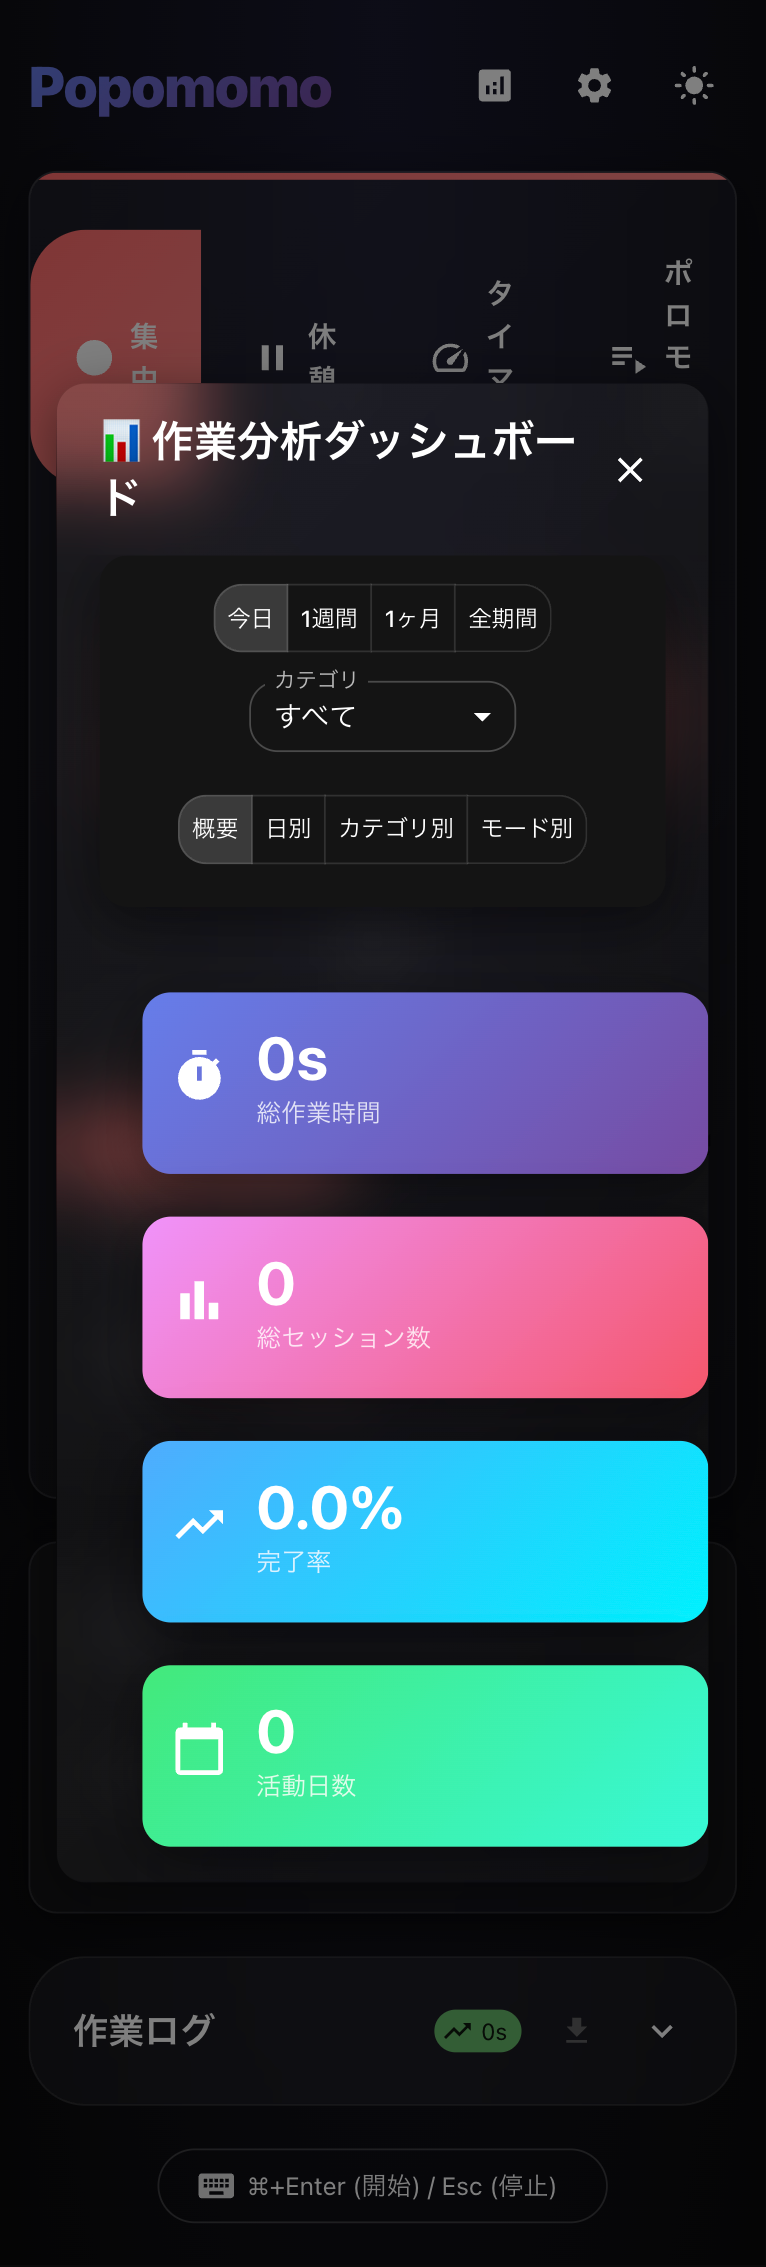 Popomomo
集中
休憩
タイマ
ポロモ
📊 作業分析ダッシュボー
ド
今日 1週間 1ヶ月 全期間
カテゴリ
すべて
概要 日別 カテゴリ別 モード別
0s
総作業時間
0
総セッション数
0.0%
完了率
0
活動日数
作業ログ 0s
⌘+Enter (開始) / Esc (停止)